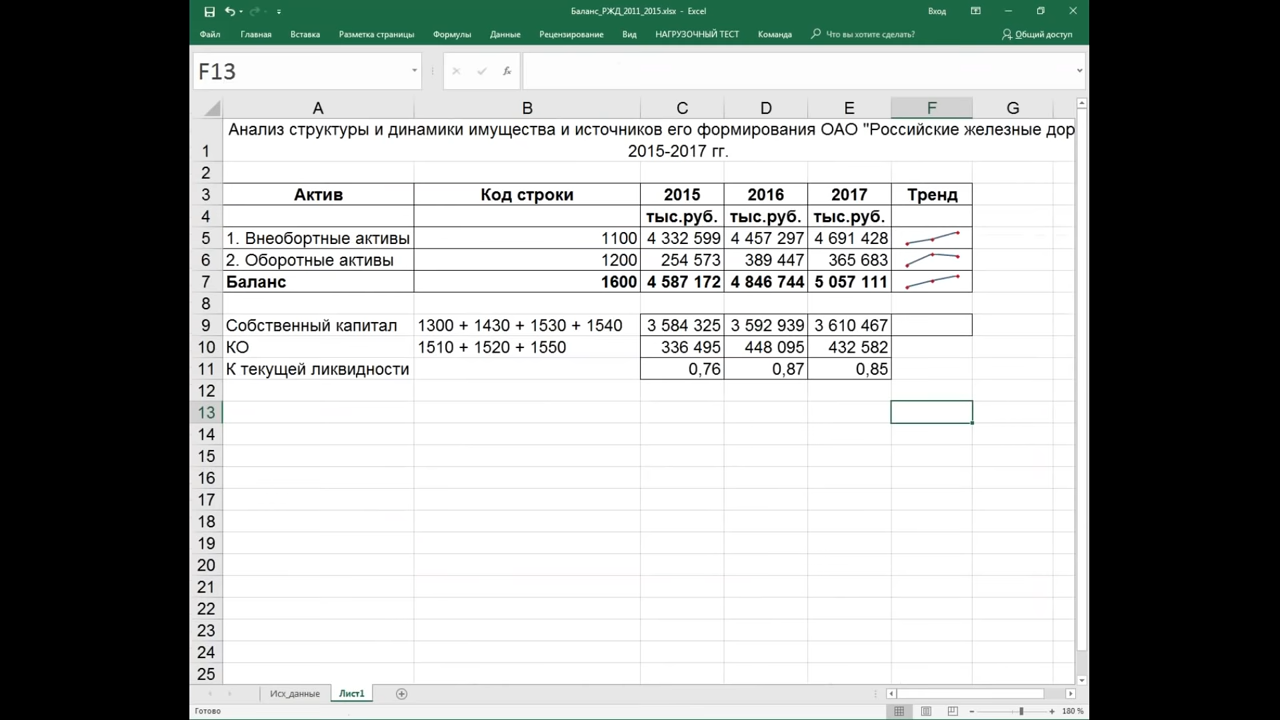 Баланс_РЖД_2011_2015.xlsx - Excel
Вход
Файл Главная Вставка Разметка страницы Формулы Данные Рецензирование Вид НАГРУЗОЧНЫЙ ТЕСТ Команда Что вы хотите сделать? Общий доступ
F13 fx
A B C D E F G
Анализ структуры и динамики имущества и источников его формирования ОАО "Российские железные дор
1 2015-2017 гг.
2
3 Актив Код строки 2015 2016 2017 Тренд
4 тыс.руб. тыс.руб. тыс.руб.
5 1. Внеобортные активы 1100 4 332 599 4 457 297 4 691 428
6 2. Оборотные активы 1200 254 573 389 447 365 683
7 Баланс 1600 4 587 172 4 846 744 5 057 111
8
9 Собственный капитал 1300 + 1430 + 1530 + 1540 3 584 325 3 592 939 3 610 467
10 КО 1510 + 1520 + 1550 336 495 448 095 432 582
11 К текущей ликвидности 0,76 0,87 0,85
12
13
14
15
16
17
18
19
20
21
22
23
24
25
Исх_данные Лист1
Готово 180 %